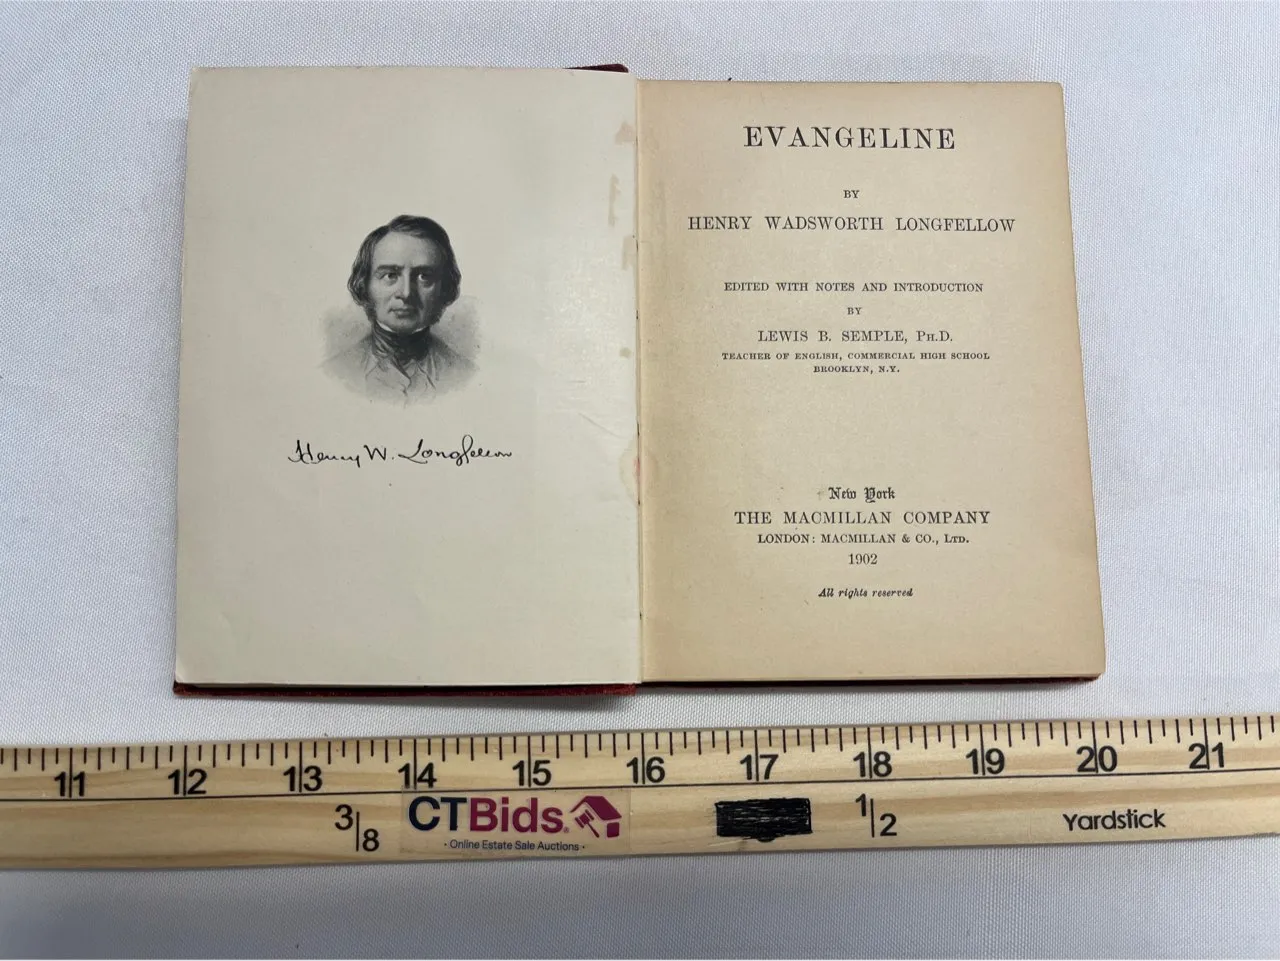 Henry W. Longfellow
EVANGELINE
BY
HENRY WADSWORTH LONGFELLOW
EDITED WITH NOTES AND INTRODUCTION
BY
LEWIS B. SEMPLE, PH.D.
TEACHER OF ENGLISH, COMMERCIAL HIGH SCHOOL
BROOKLYN, N.Y.
New York
THE MACMILLAN COMPANY
LONDON: MACMILLAN & CO., LTD.
1902
All rights reserved
11 12 13 14 15 16 17 18 19 20 21
3/8 CTBids. 1/2 Yardstick
· Online Estate Sale Auctions ·